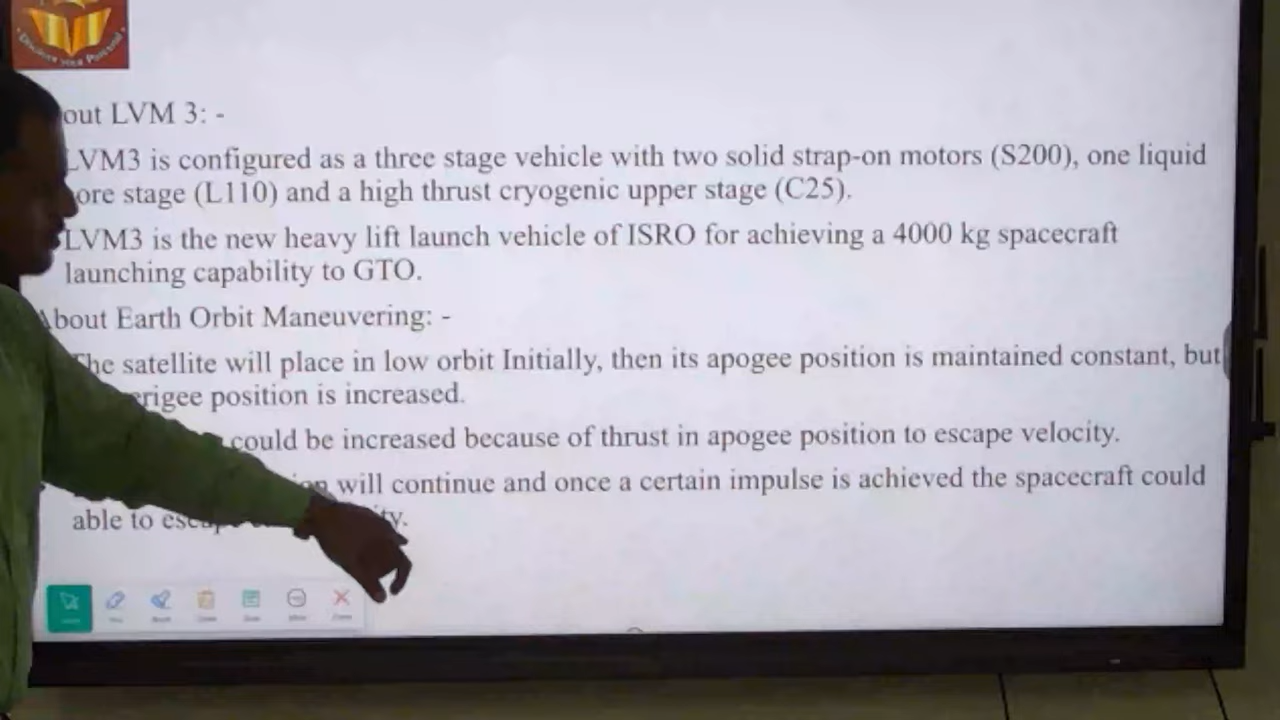 Discover your Potential
out LVM 3: -
LVM3 is configured as a three stage vehicle with two solid strap-on motors (S200), one liquid
ore stage (L110) and a high thrust cryogenic upper stage (C25).
LVM3 is the new heavy lift launch vehicle of ISRO for achieving a 4000 kg spacecraft
launching capability to GTO.
About Earth Orbit Maneuvering: -
The satellite will place in low orbit Initially, then its apogee position is maintained constant, but
erigee position is increased.
could be increased because of thrust in apogee position to escape velocity.
will continue and once a certain impulse is achieved the spacecraft could
able to